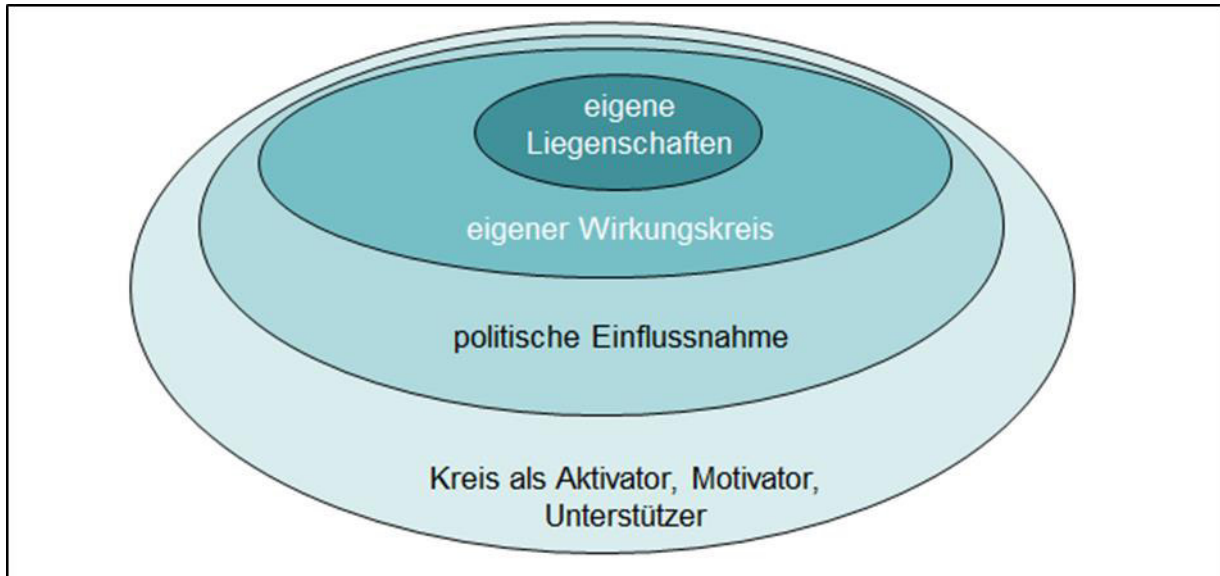 eigene
Liegenschaften
eigener Wirkungskreis
politische Einflussnahme
Kreis als Aktivator, Motivator,
Unterstützer